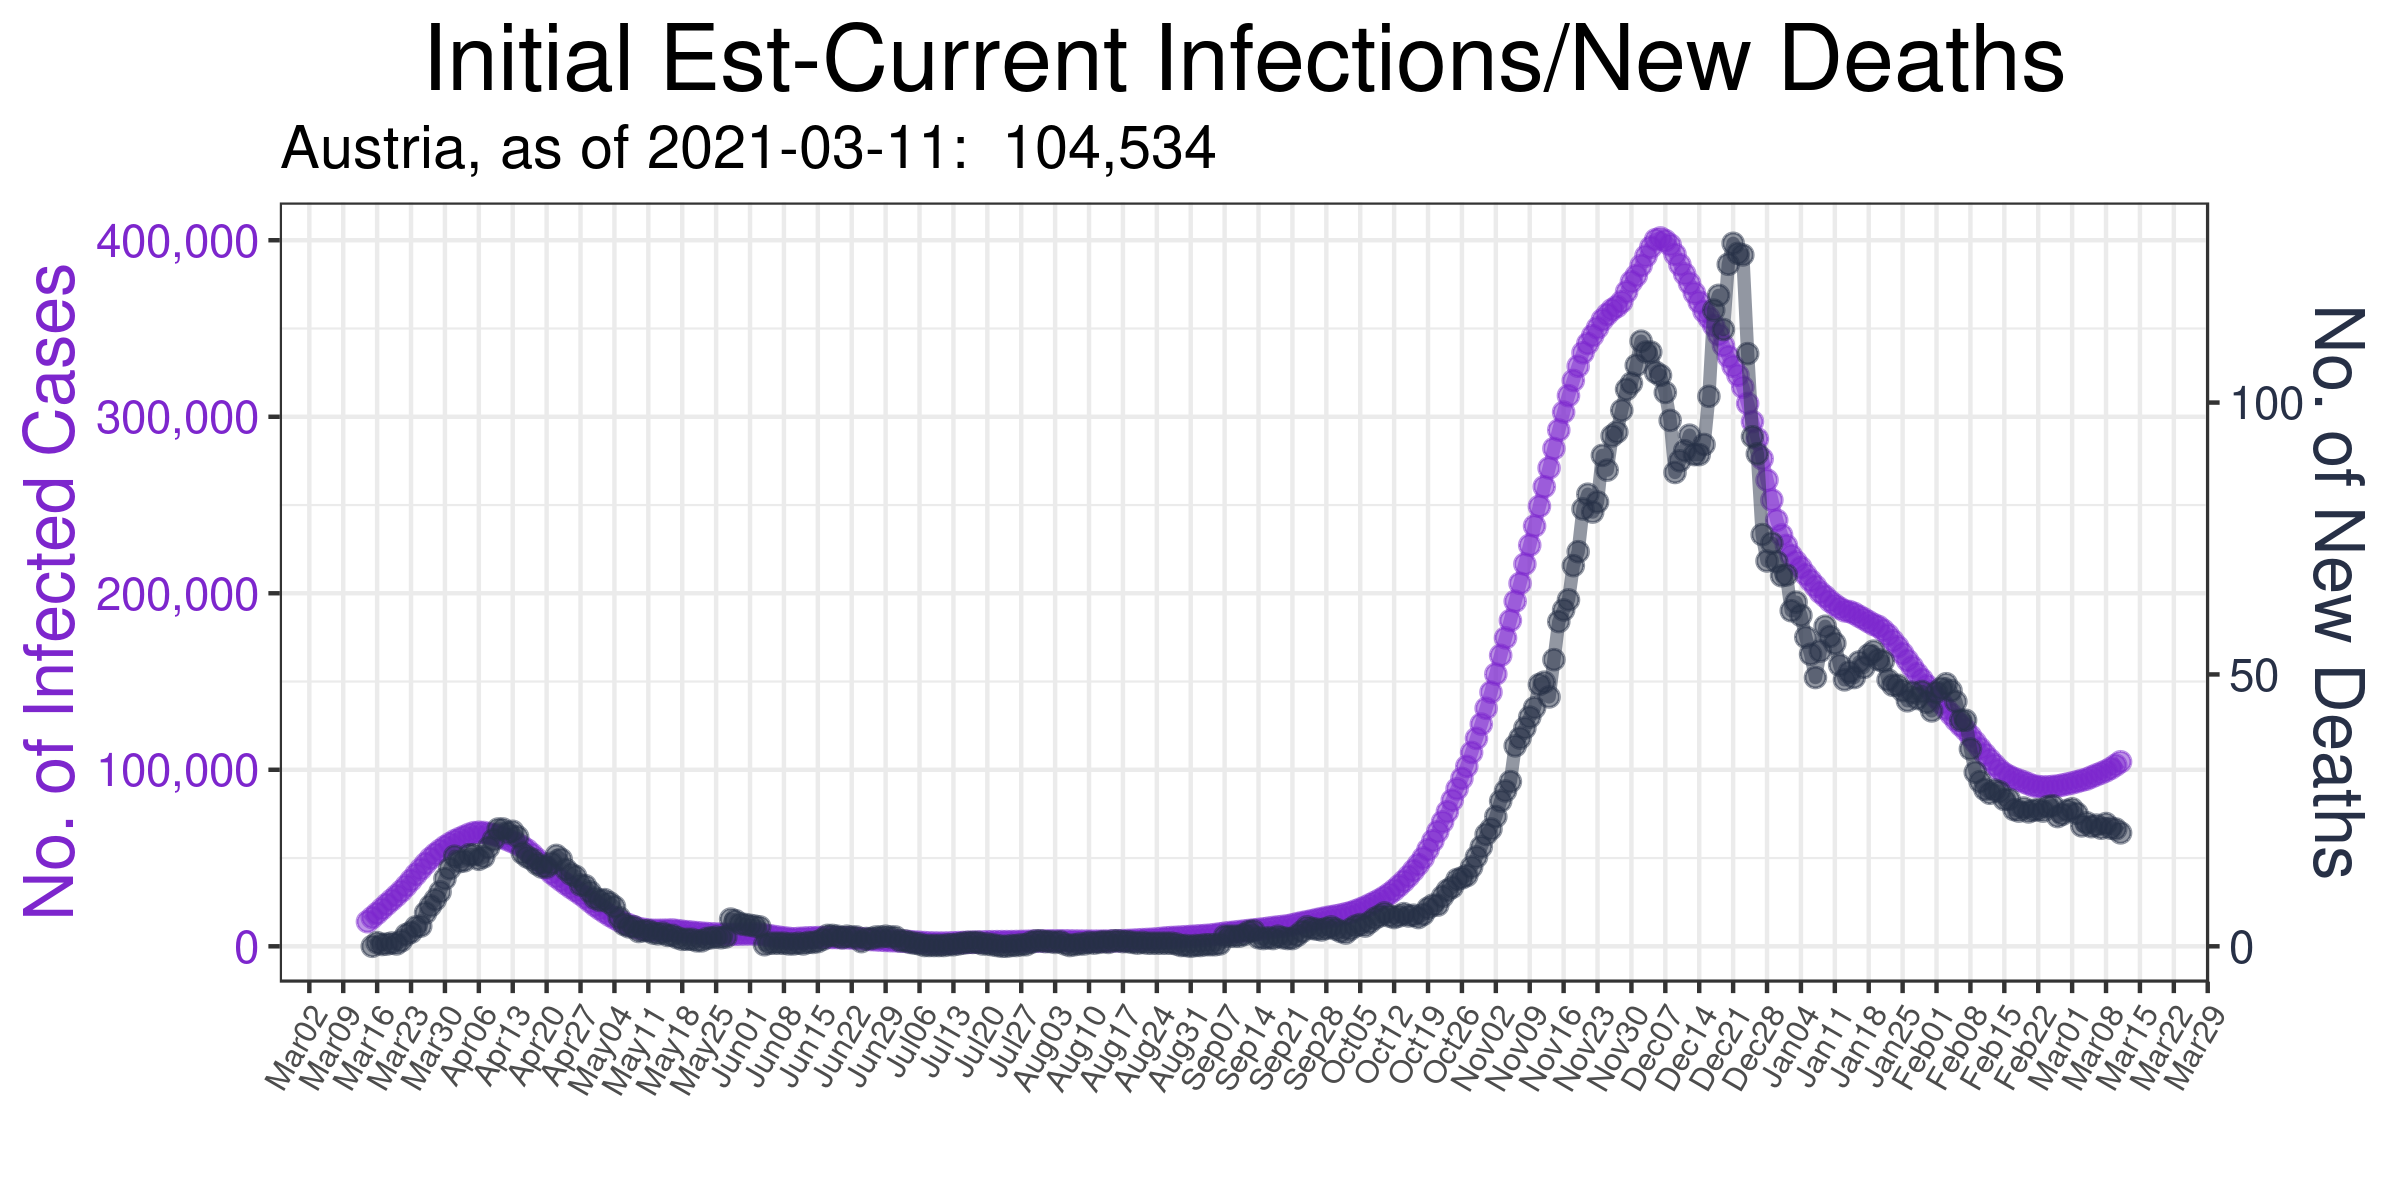 Initial Est-Current Infections/New Deaths
Austria, as of 2021-03-11:  104,534
No. of Infected Cases
400,000
300,000
200,000
100,000
0
100
50
0
No. of New Deaths
Mar02
Mar09
Mar16
Mar23
Mar30
Apr06
Apr13
Apr20
Apr27
May04
May11
May18
May25
Jun01
Jun08
Jun15
Jun22
Jun29
Jul06
Jul13
Jul20
Jul27
Aug03
Aug10
Aug17
Aug24
Aug31
Sep07
Sep14
Sep21
Sep28
Oct05
Oct12
Oct19
Oct26
Nov02
Nov09
Nov16
Nov23
Nov30
Dec07
Dec14
Dec21
Dec28
Jan04
Jan11
Jan18
Jan25
Feb01
Feb08
Feb15
Feb22
Mar01
Mar08
Mar15
Mar22
Mar29